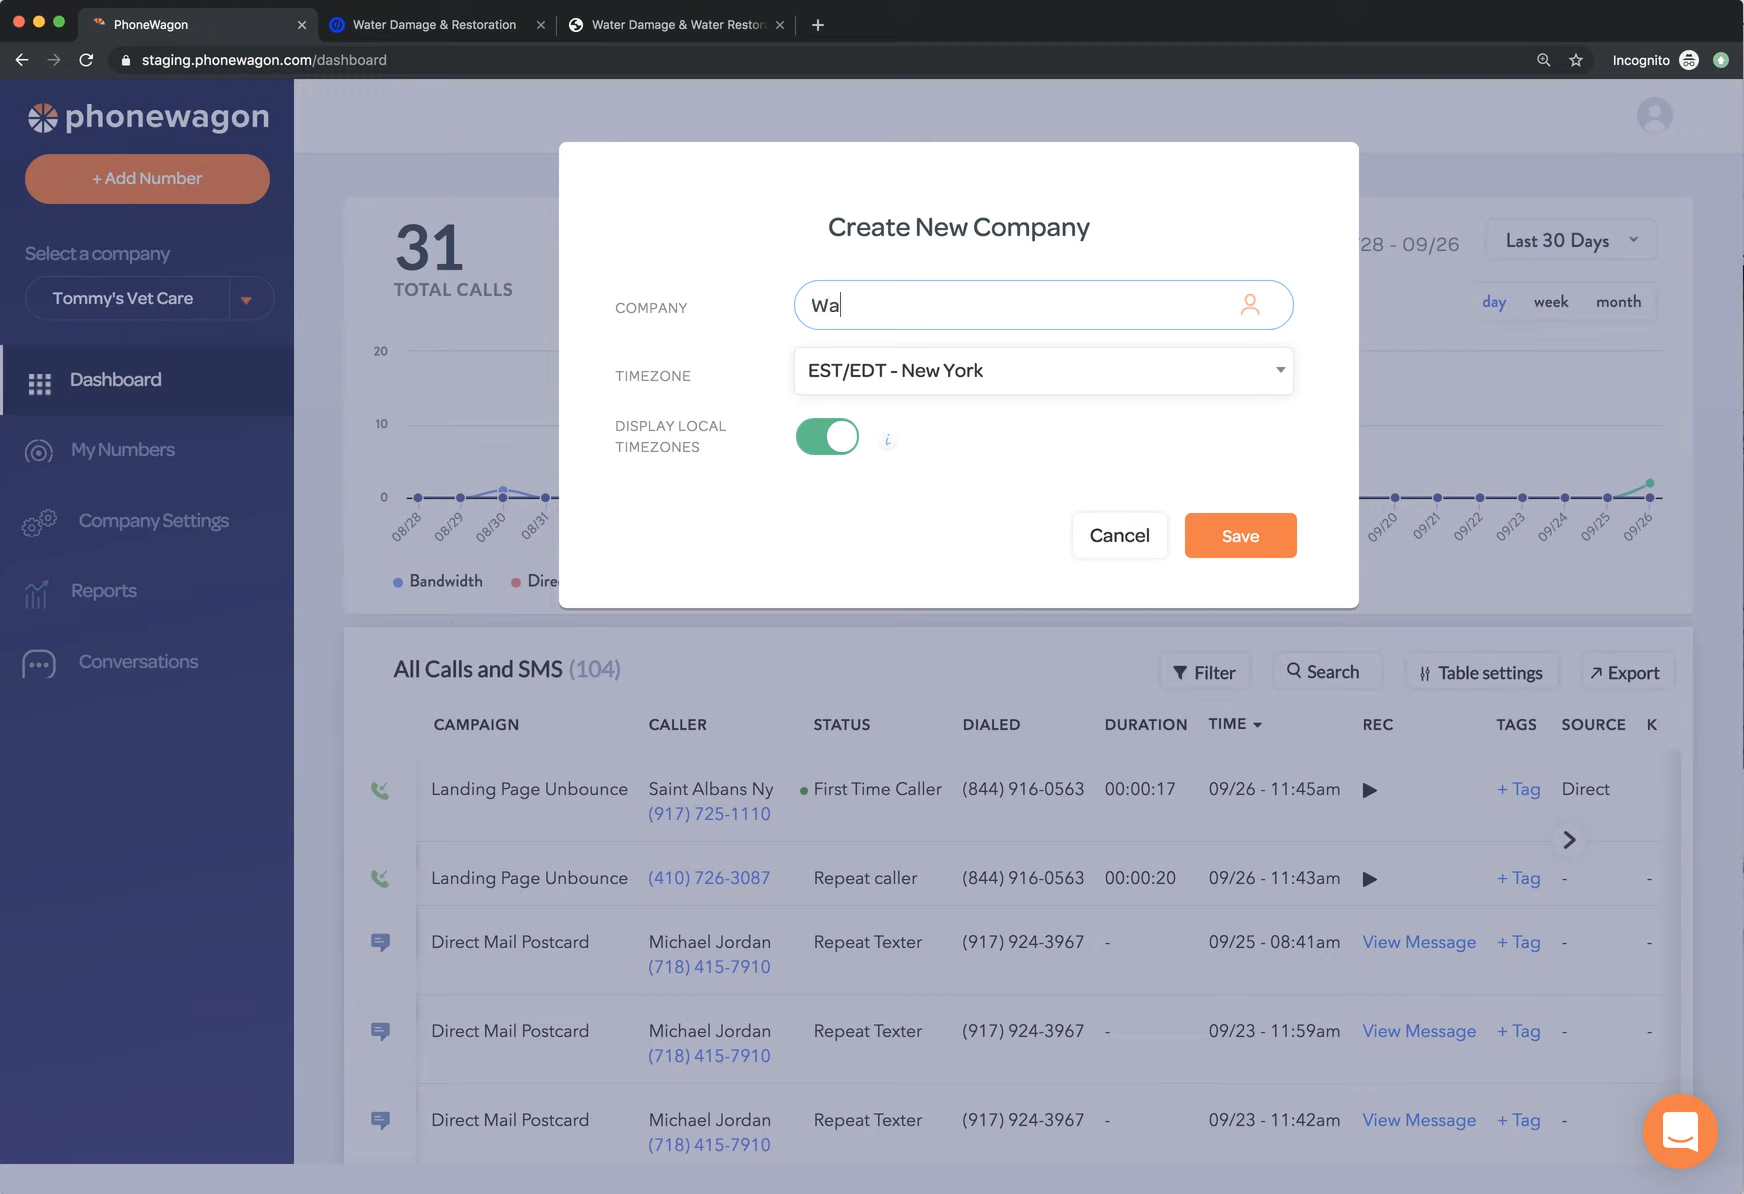 PhoneWagon
Water Damage & Restoration
Water Damage & Water Restor
staging.phonewagon.com/dashboard
Incognito
phonewagon
+ Add Number
Select a company
Tommy's Vet Care
Dashboard
My Numbers
Company Settings
Reports
Conversations
31
TOTAL CALLS
/28 - 09/26
Last 30 Days
day week month
20
10
0
08/28 08/29 08/30 08/31 09/20 09/21 09/22 09/23 09/24 09/25 09/26
Bandwidth Dire
Create New Company
COMPANY
Wa
TIMEZONE
EST/EDT - New York
DISPLAY LOCAL
TIMEZONES
i
Cancel
Save
All Calls and SMS (104)
Filter
Search
Table settings
Export
CAMPAIGN CALLER STATUS DIALED DURATION TIME REC TAGS SOURCE K
Landing Page Unbounce Saint Albans Ny First Time Caller (844) 916-0563 00:00:17 09/26 - 11:45am + Tag Direct
(917) 725-1110
Landing Page Unbounce (410) 726-3087 Repeat caller (844) 916-0563 00:00:20 09/26 - 11:43am + Tag - -
Direct Mail Postcard Michael Jordan Repeat Texter (917) 924-3967 - 09/25 - 08:41am View Message + Tag - -
(718) 415-7910
Direct Mail Postcard Michael Jordan Repeat Texter (917) 924-3967 - 09/23 - 11:59am View Message + Tag - -
(718) 415-7910
Direct Mail Postcard Michael Jordan Repeat Texter (917) 924-3967 - 09/23 - 11:42am View Message + Tag -
(718) 415-7910